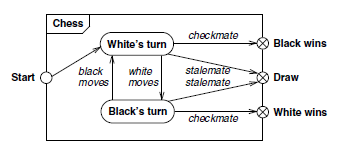 Chess
White's turn
checkmate
Black wins
Start
black moves
white moves
stalemate
stalemate
Draw
Black's turn
checkmate
White wins